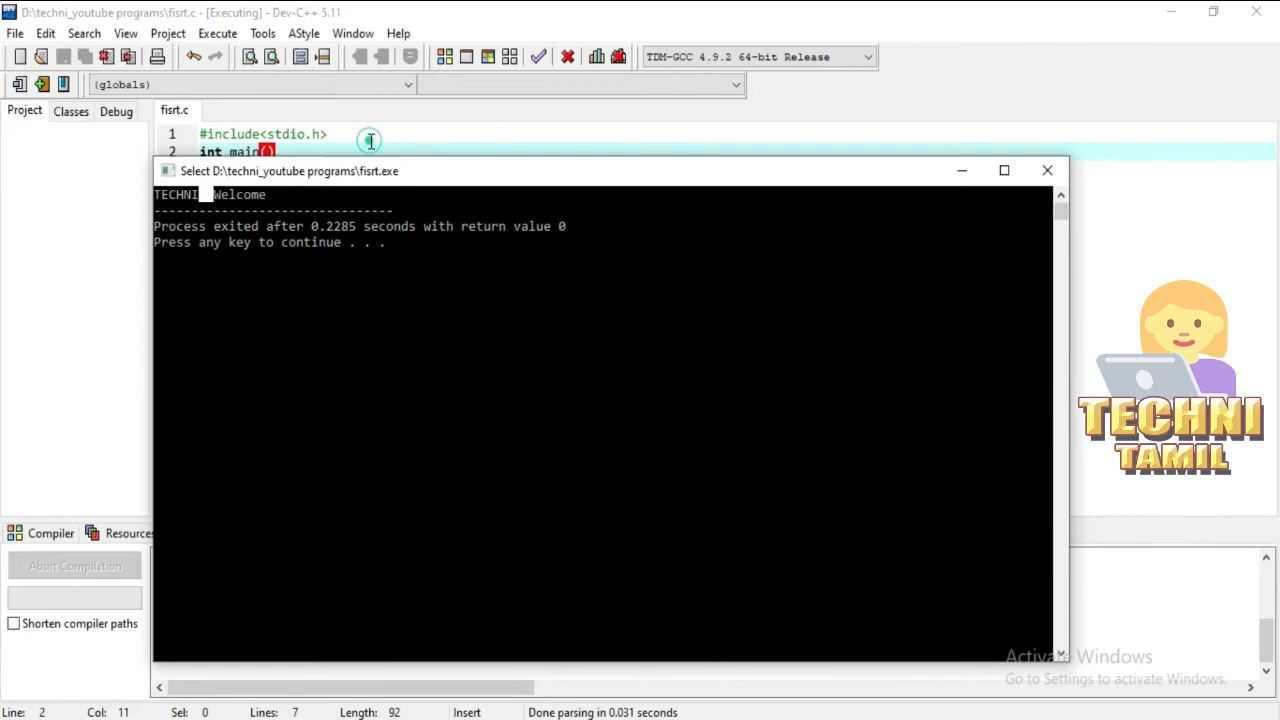 D:\techni_youtube programs\fisrt.c - [Executing] - Dev-C++ 5.11
File Edit Search View Project Execute Tools AStyle Window Help
TDM-GCC 4.9.2 64-bit Release
(globals)
Project Classes Debug fisrt.c
1 #include<stdio.h>
2 int main()
Select D:\techni_youtube programs\fisrt.exe
TECHNI Welcome
--------------------------------
Process exited after 0.2285 seconds with return value 0
Press any key to continue . . .
TECHNI
TAMIL
Compiler Resources
Abort Compilation
Shorten compiler paths
Activate Windows
Go to Settings to activate Windows.
Line: 2 Col: 11 Sel: 0 Lines: 7 Length: 92 Insert Done parsing in 0.031 seconds